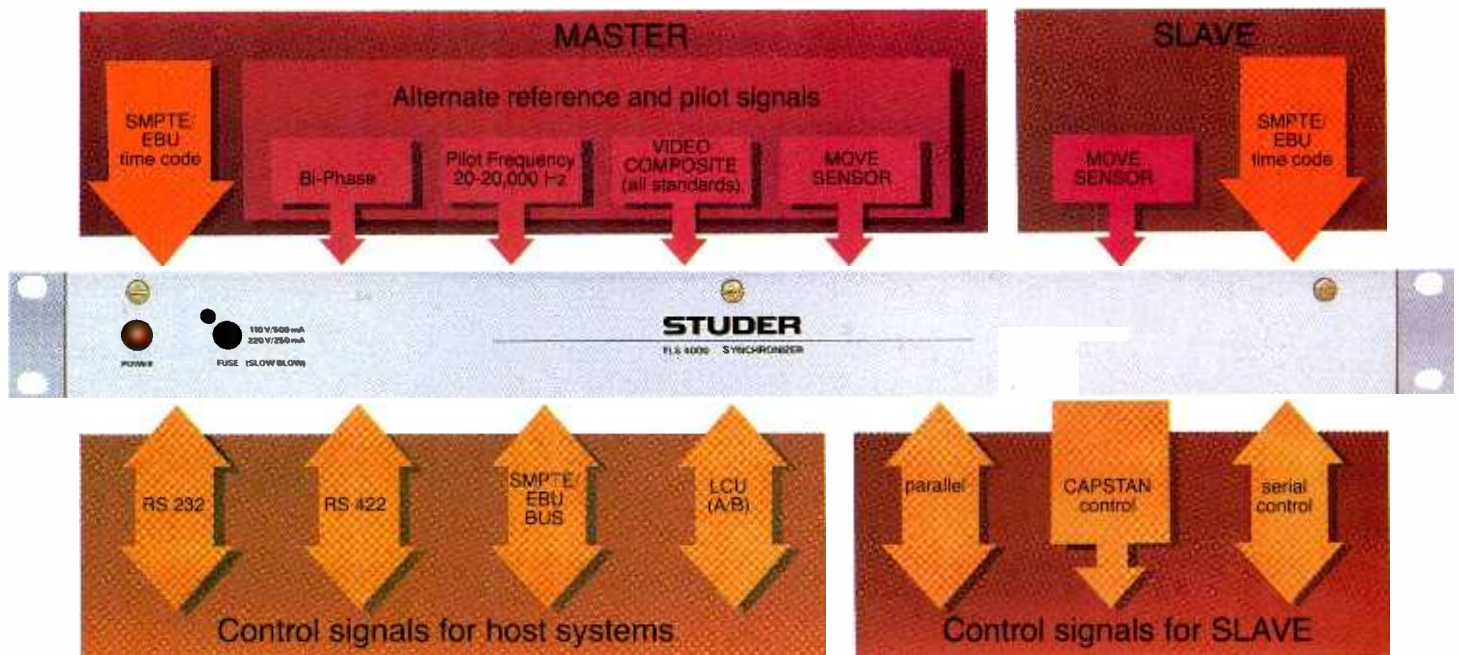 MASTER
SLAVE
SMPTE/
EBU
time code
Alternate reference and pilot signals
Bi-Phase
Pilot Frequency
20-20,000 Hz
VIDEO
COMPOSITE
(all standards)
MOVE
SENSOR
MOVE
SENSOR
SMPTE/
EBU
time code
POWER
110 V/500 mA
220 V/250 mA
FUSE (SLOW BLOW)
STUDER
TLS 4000 SYNCHRONIZER
RS 232
RS 422
SMPTE/
EBU
BUS
LCU
(A/B)
parallel
CAPSTAN
control
serial
control
Control signals for host systems
Control signals for SLAVE